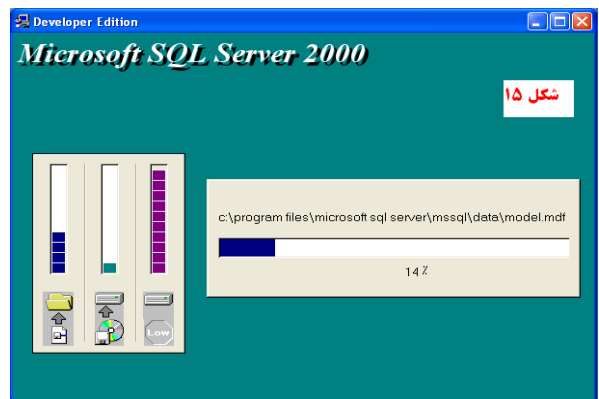 Developer Edition
Microsoft SQL Server 2000
شکل ۱۵
c:\program files\microsoft sql server\mssql\data\model.mdf
14 %
Low